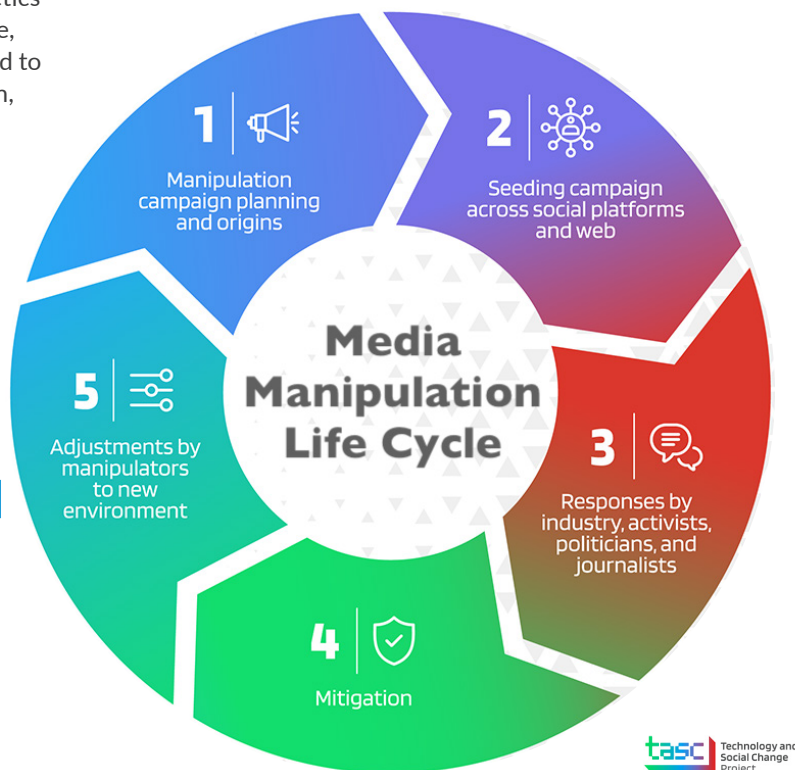 d to
1
Manipulation
campaign planning
and origins
2
Seeding campaign
across social platforms
and web
Media
Manipulation
Life Cycle
3
Responses by
industry, activists,
politicians, and
journalists
4
Mitigation
5
Adjustments by
manipulators
to new
environment
tasc
Technology and
Social Change
Project